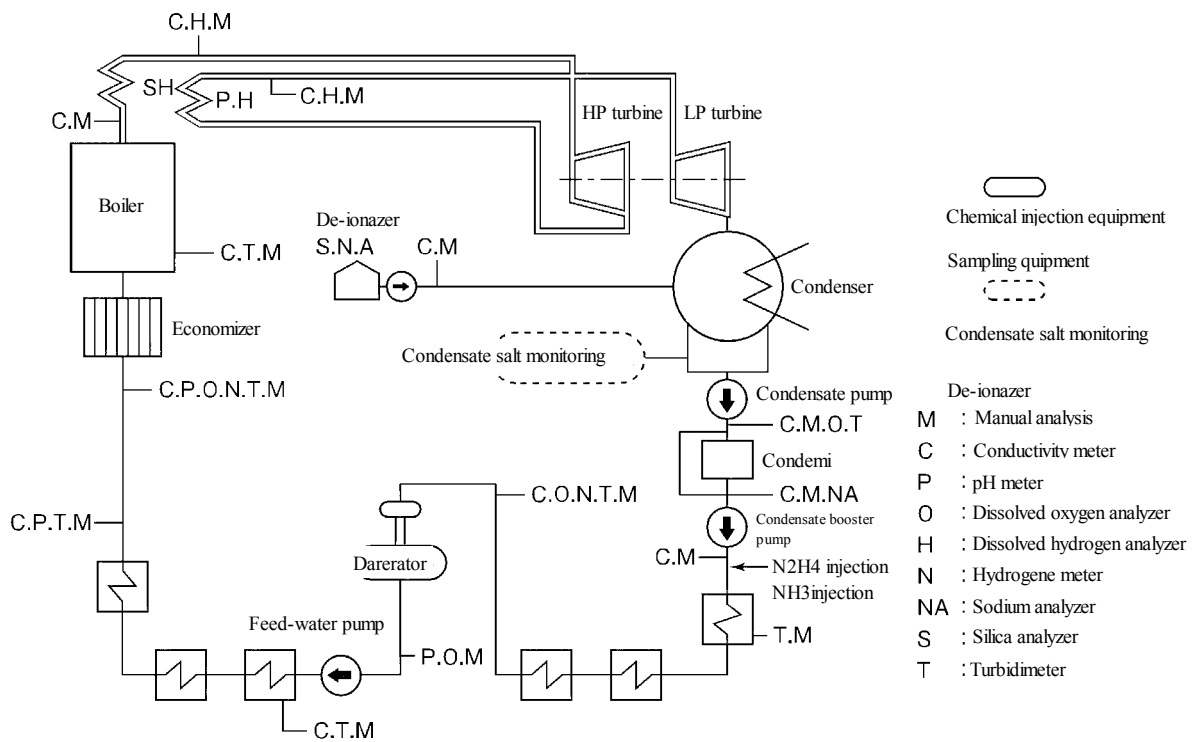 C.H.M
SH
P.H
C.H.M
HP turbine
LP turbine
C.M
Boiler
De-ionazer
S.N.A
C.M
C.T.M
Condenser
Economizer
Condensate salt monitoring
C.P.O.N.T.M
Condensate pump
C.M.O.T
Condemi
C.M.NA
C.O.N.T.M
C.P.T.M
Condensate booster
pump
Darerator
C.M
N2H4 injection
NH3injection
Feed-water pump
T.M
P.O.M
C.T.M
Chemical injection equipment
Sampling quipment
Condensate salt monitoring
De-ionazer
M : Manual analysis
C : Conductivity meter
P : pH meter
O : Dissolved oxygen analyzer
H : Dissolved hydrogen analyzer
N : Hydrogene meter
NA : Sodium analyzer
S : Silica analyzer
T : Turbidimeter